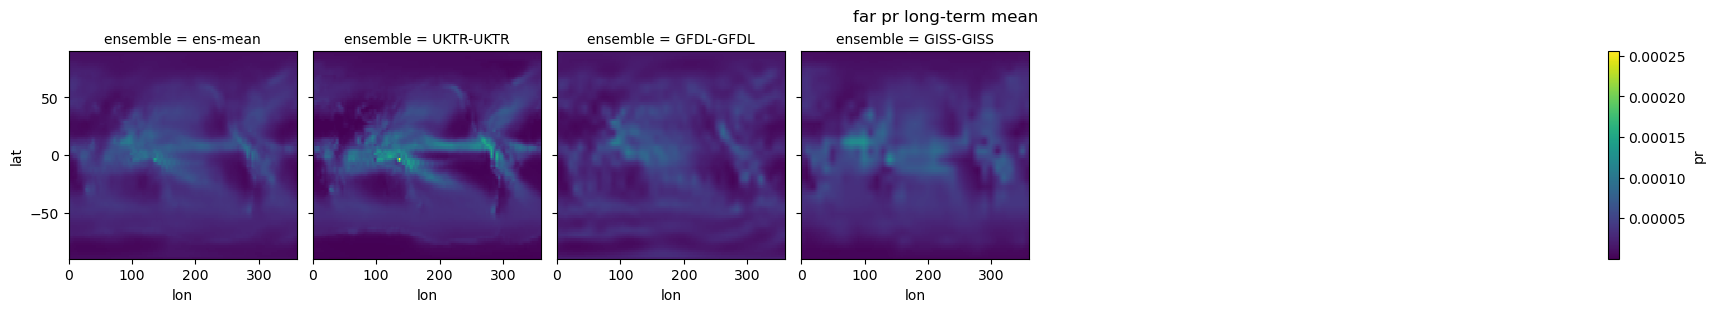 far pr long-term mean
ensemble = ens-mean
ensemble = UKTR-UKTR
ensemble = GFDL-GFDL
ensemble = GISS-GISS
lat
50
0
−50
0 100 200 300
0 100 200 300
0 100 200 300
0 100 200 300
lon
lon
lon
lon
0.00025
0.00020
0.00015
0.00010
0.00005
pr